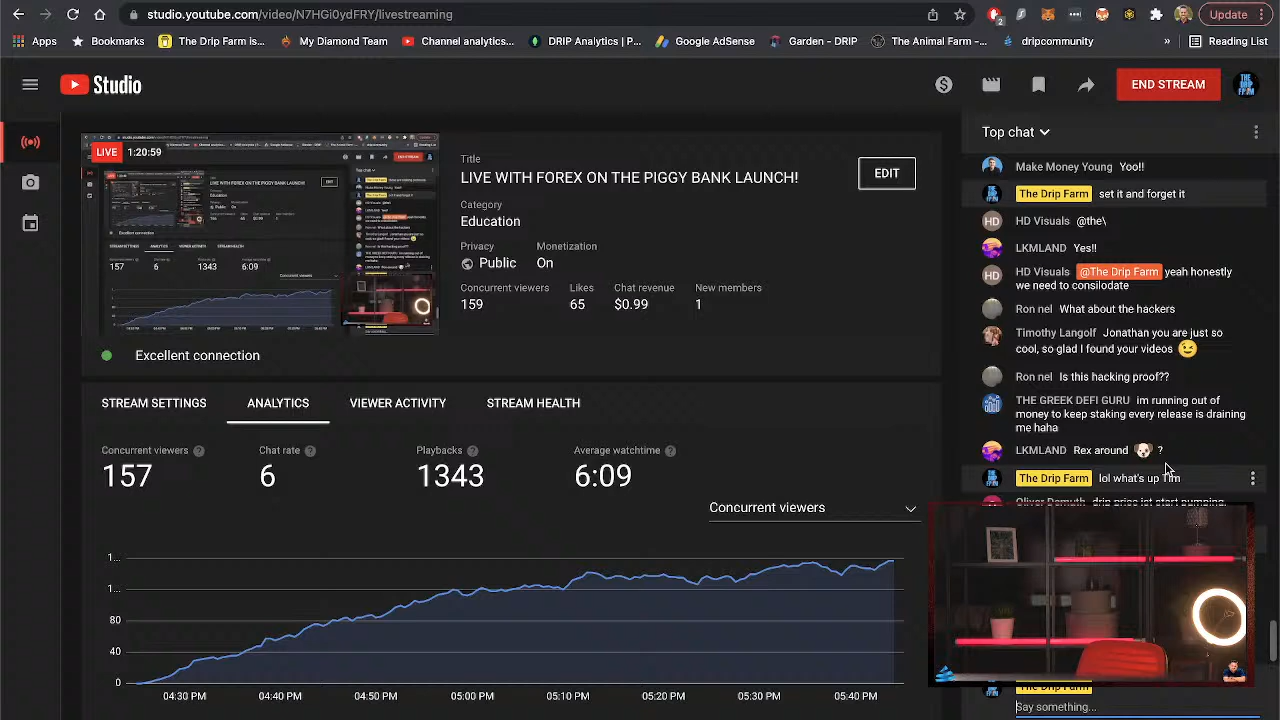 studio.youtube.com/video/N7HGi0ydFRY/livestreaming
2
Update
Apps
Bookmarks
The Drip Farm is...
My Diamond Team
Channel analytics...
DRIP Analytics | P...
Google AdSense
Garden – DRIP
The Animal Farm –...
dripcommunity
»
Reading List
Studio
END STREAM
LIVE 1:20:59
Title
LIVE WITH FOREX ON THE PIGGY BANK LAUNCH!
EDIT
Category
Education
Privacy
Public
Monetization
On
Concurrent viewers
159
Likes
65
Chat revenue
$0.99
New members
1
Excellent connection
STREAM SETTINGS
ANALYTICS
VIEWER ACTIVITY
STREAM HEALTH
Concurrent viewers
157
Chat rate
6
Playbacks
1343
Average watchtime
6:09
Concurrent viewers
1...
1...
80
40
0
04:30 PM
04:40 PM
04:50 PM
05:00 PM
05:10 PM
05:20 PM
05:30 PM
05:40 PM
Top chat
Make Money Young Yoo!!
The Drip Farm set it and forget it
HD Visuals @the\
LKMLAND Yes!!
HD Visuals @The Drip Farm yeah honestly
we need to consilodate
Ron nel What about the hackers
Timothy Langolf Jonathan you are just so
cool, so glad I found your videos 😉
Ron nel Is this hacking proof??
THE GREEK DEFI GURU im running out of
money to keep staking every release is draining
me haha
LKMLAND Rex around 🐶 ?
The Drip Farm lol what's up Tim
Oliver Demuth drip price jst start pumping
The Drip Farm
Say something...